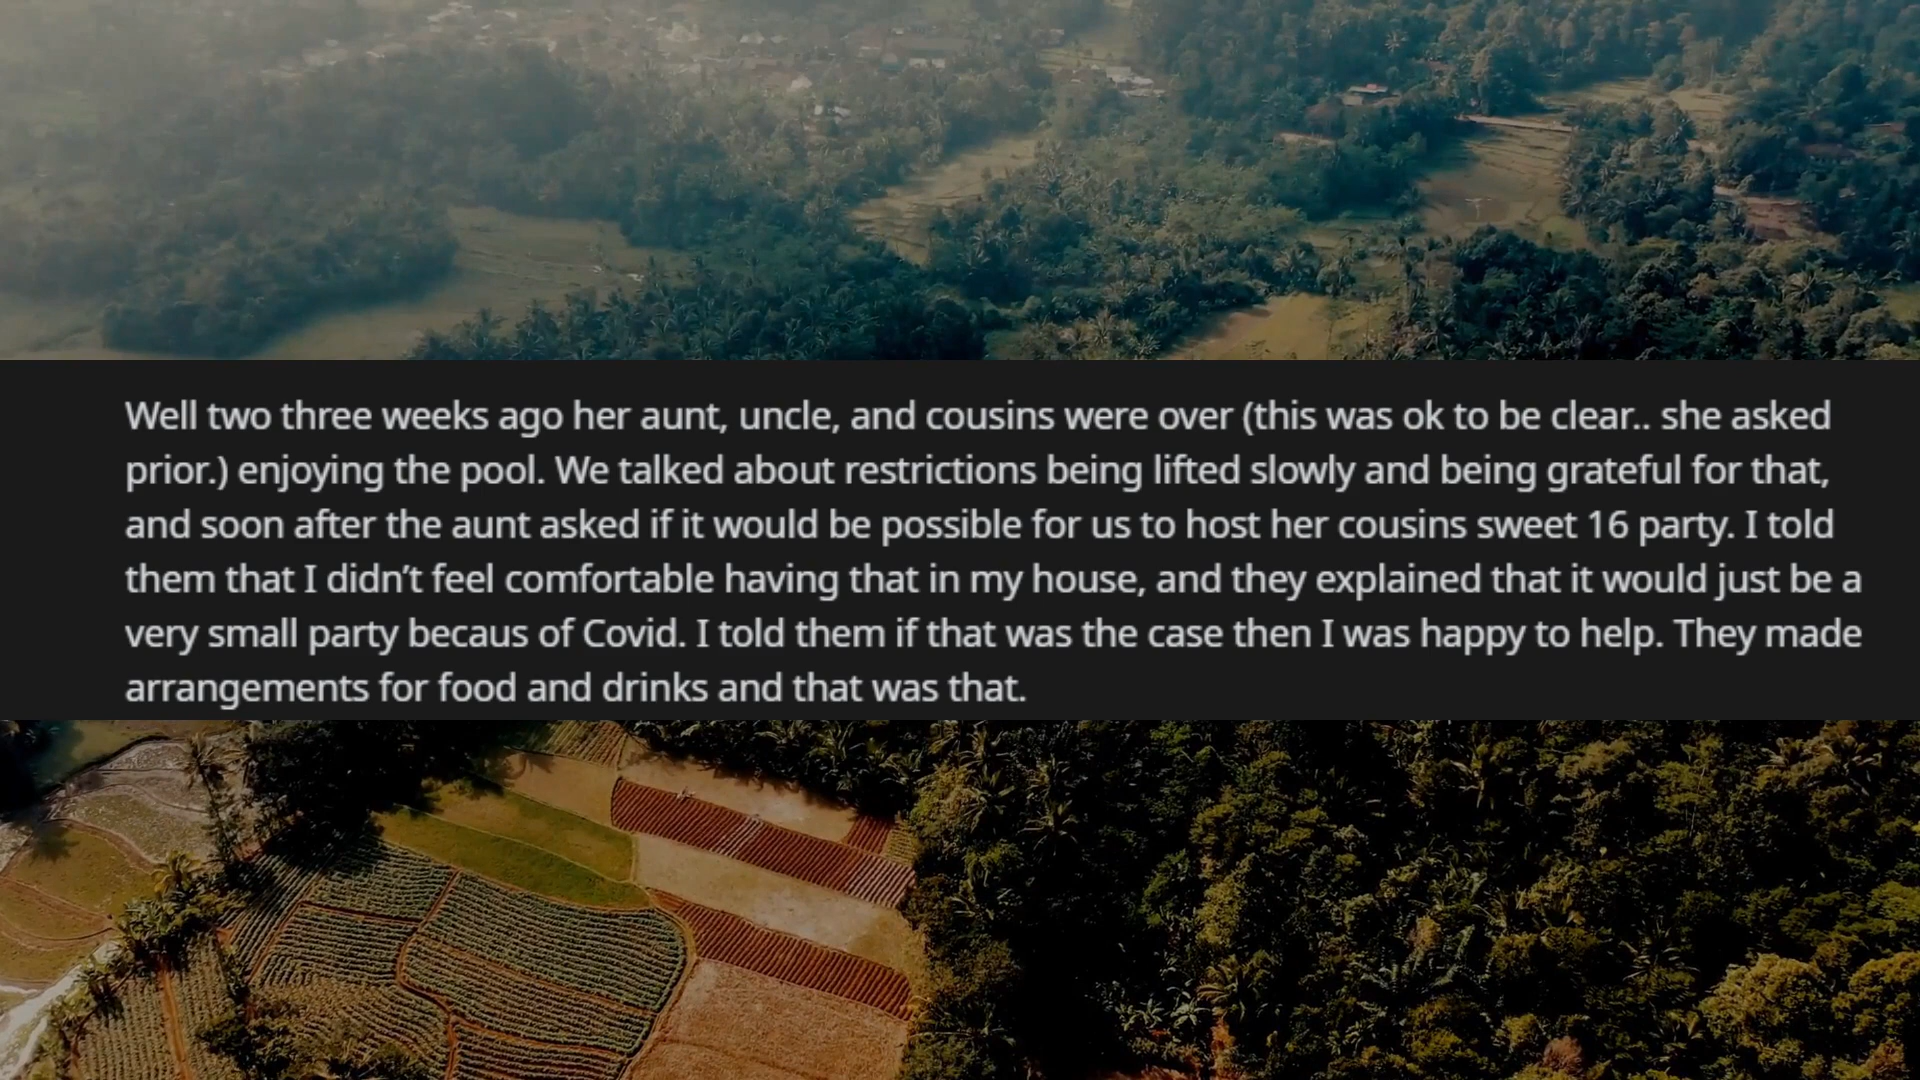 Well two three weeks ago her aunt, uncle, and cousins were over (this was ok to be clear.. she asked
prior.) enjoying the pool. We talked about restrictions being lifted slowly and being grateful for that,
and soon after the aunt asked if it would be possible for us to host her cousins sweet 16 party. I told
them that I didn’t feel comfortable having that in my house, and they explained that it would just be a
very small party becaus of Covid. I told them if that was the case then I was happy to help. They made
arrangements for food and drinks and that was that.